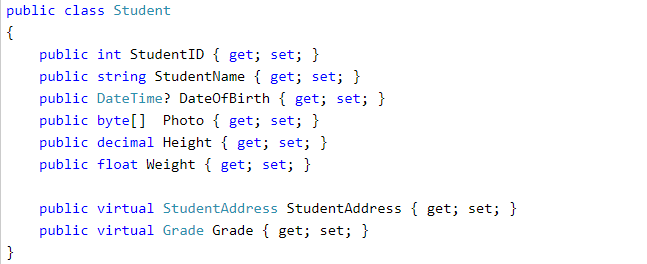 public class Student
{
    public int StudentID { get; set; }
    public string StudentName { get; set; }
    public DateTime? DateOfBirth { get; set; }
    public byte[]  Photo { get; set; }
    public decimal Height { get; set; }
    public float Weight { get; set; }

    public virtual StudentAddress StudentAddress { get; set; }
    public virtual Grade Grade { get; set; }
}